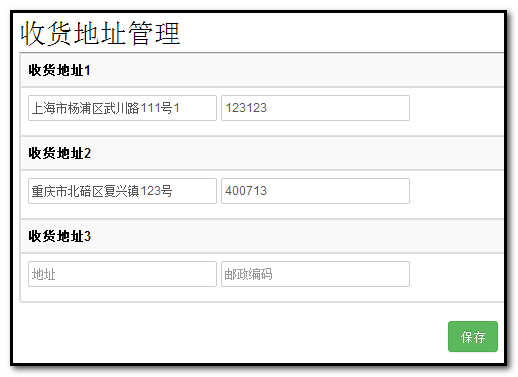 收货地址管理
收货地址1
上海市杨浦区武川路111号1 123123
收货地址2
重庆市北碚区复兴镇123号 400713
收货地址3
地址 邮政编码
保存